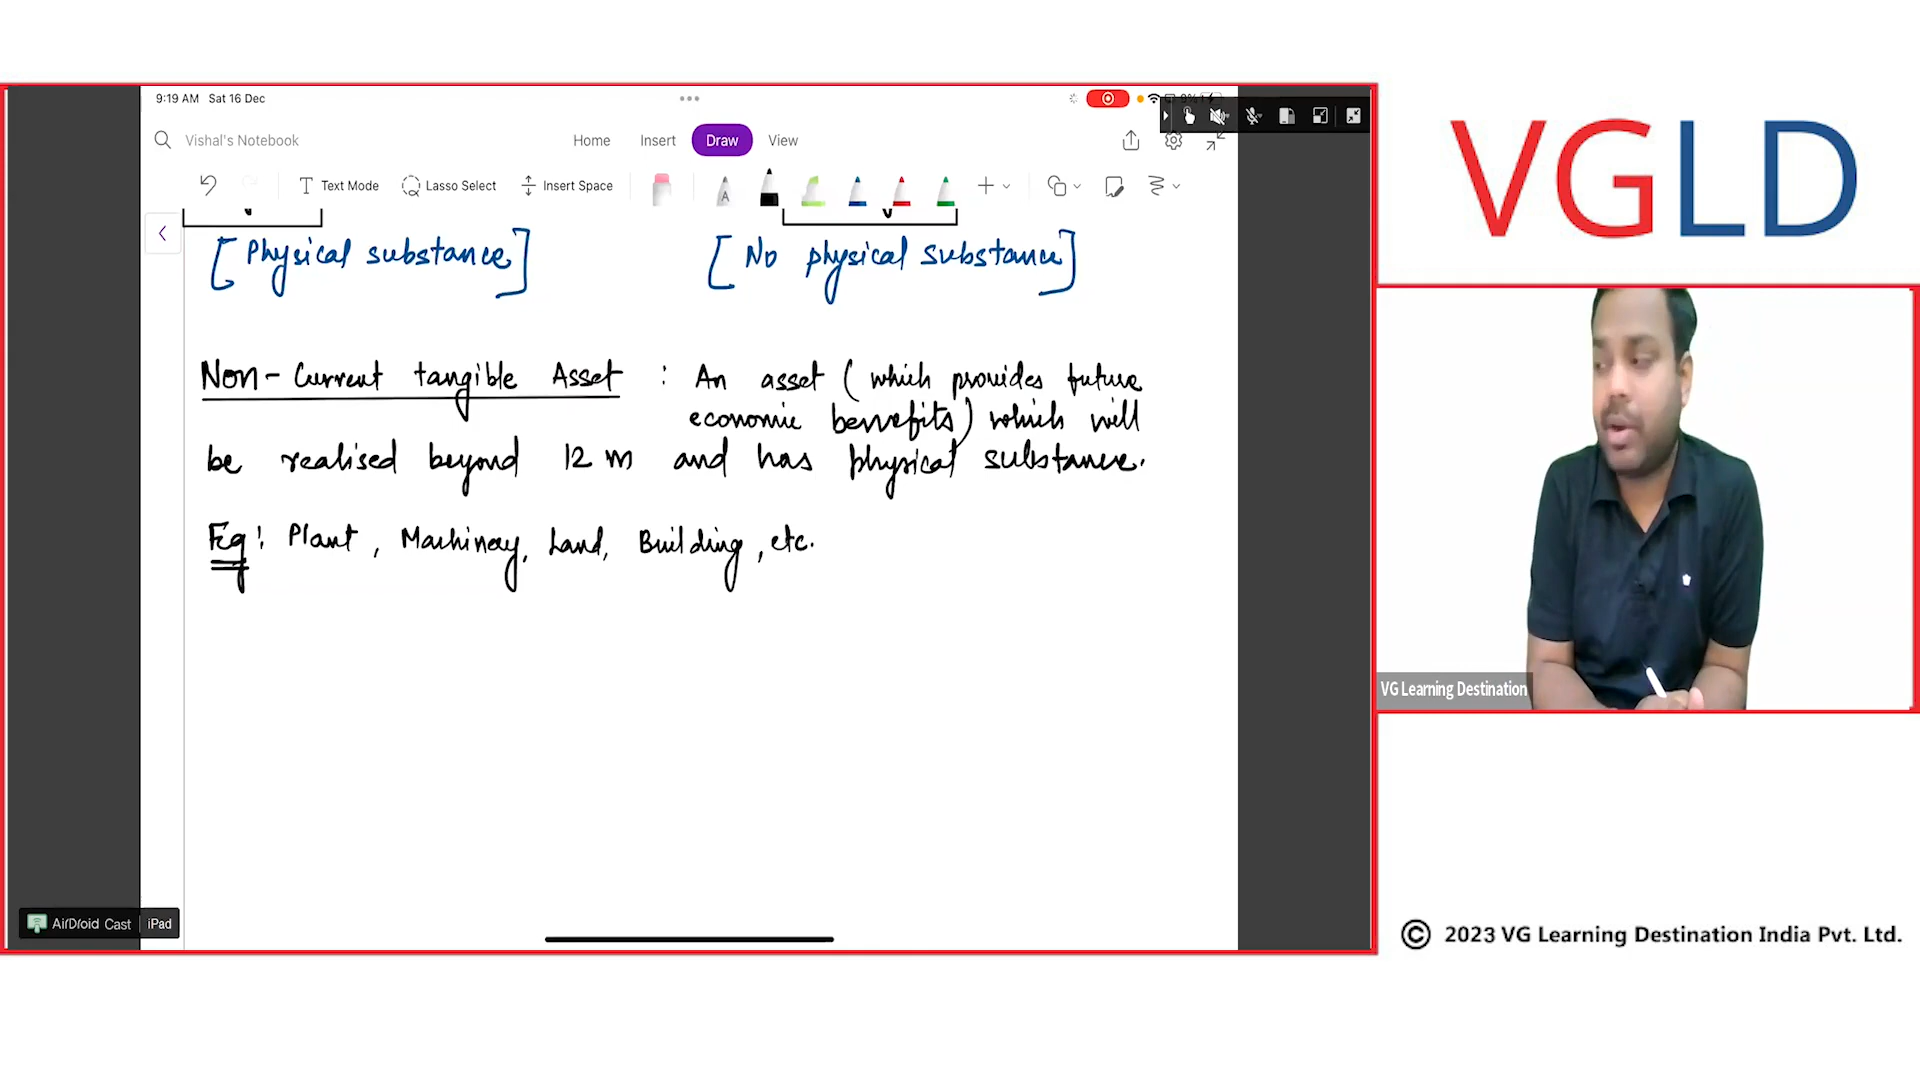 9:19 AM Sat 16 Dec
9%
Vishal's Notebook
Home Insert Draw View
Text Mode Lasso Select Insert Space
[Physical substance] [No physical substance]
Non-Current tangible Asset : An asset (which provides future
economic benefits) which will
be realised beyond 12 m and has physical substance.
Eg: Plant, Machinery, Land, Building, etc.
AirDroid Cast iPad
VGLD
VG Learning Destination
© 2023 VG Learning Destination India Pvt. Ltd.